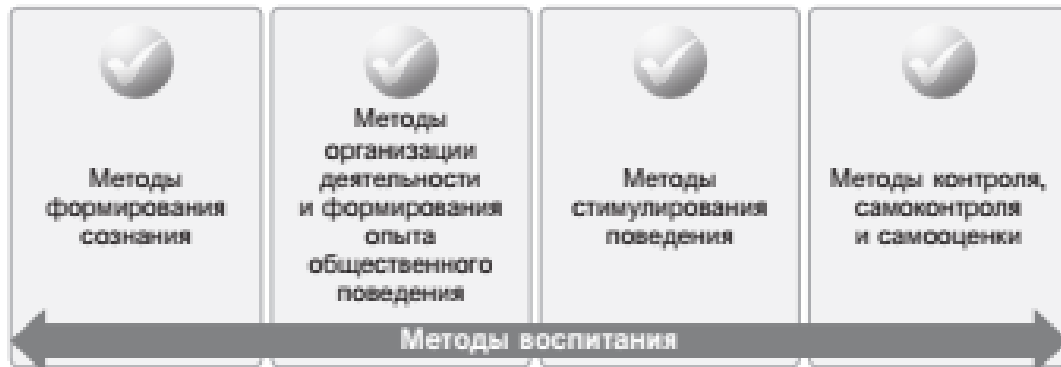 Методы
формирования
сознания
Методы
организации
деятельности
и формирования
опыта
общественного
поведения
Методы
стимулирования
поведения
Методы контроля,
самоконтроля
и самооценки
Методы воспитания